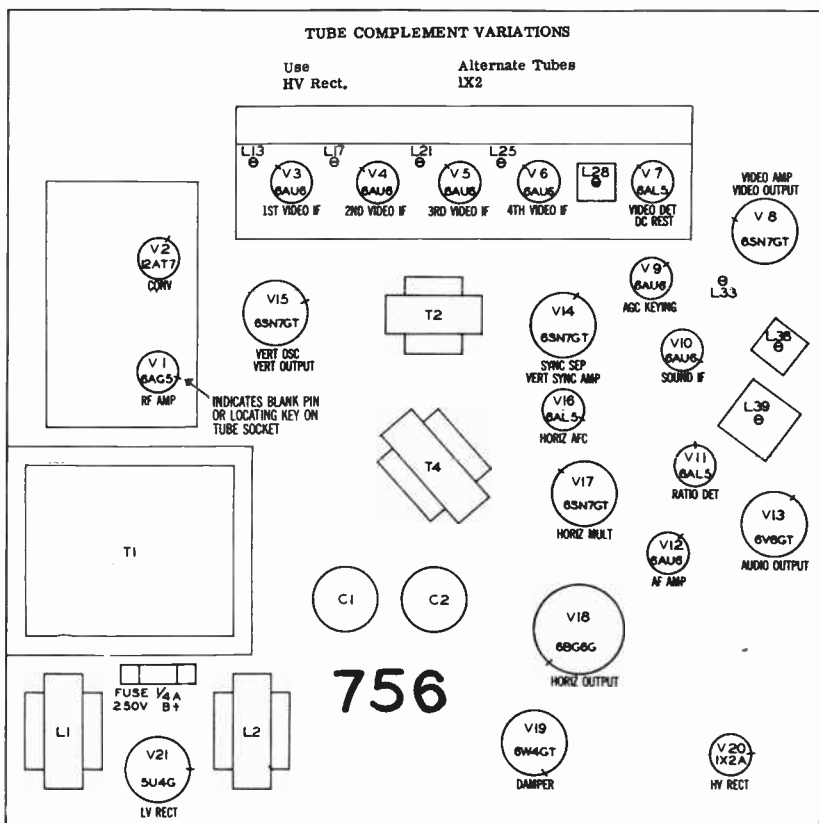 TUBE COMPLEMENT VARIATIONS
Use Alternate Tubes
HV Rect. 1X2
L13
L17
L21
L25
L28
V3
6AU6
1ST VIDEO IF
V4
6AU6
2ND VIDEO IF
V5
6AU6
3RD VIDEO IF
V6
6AU6
4TH VIDEO IF
V7
6AL5
VIDEO DET
DC REST
VIDEO AMP
VIDEO OUTPUT
V8
6SN7GT
V2
12AT7
CONV
V15
6SN7GT
VERT OSC
VERT OUTPUT
T2
V14
6SN7GT
SYNC SEP
VERT SYNC AMP
V9
6AU6
AGC KEYING
L33
V10
6AU6
SOUND IF
L38
V1
6AG5
RF AMP
INDICATES BLANK PIN
OR LOCATING KEY ON
TUBE SOCKET
V16
6AL5
HORIZ AFC
L39
T4
V17
6SN7GT
HORIZ MULT
V11
6AL5
RATIO DET
V13
6V6GT
AUDIO OUTPUT
T1
V12
6AU6
AF AMP
C1
C2
V18
6BG6G
HORIZ OUTPUT
FUSE 1/4A
250V B+
756
L1
L2
V21
5U4G
LV RECT
V19
6W4GT
DAMPER
V20
1X2A
HV RECT